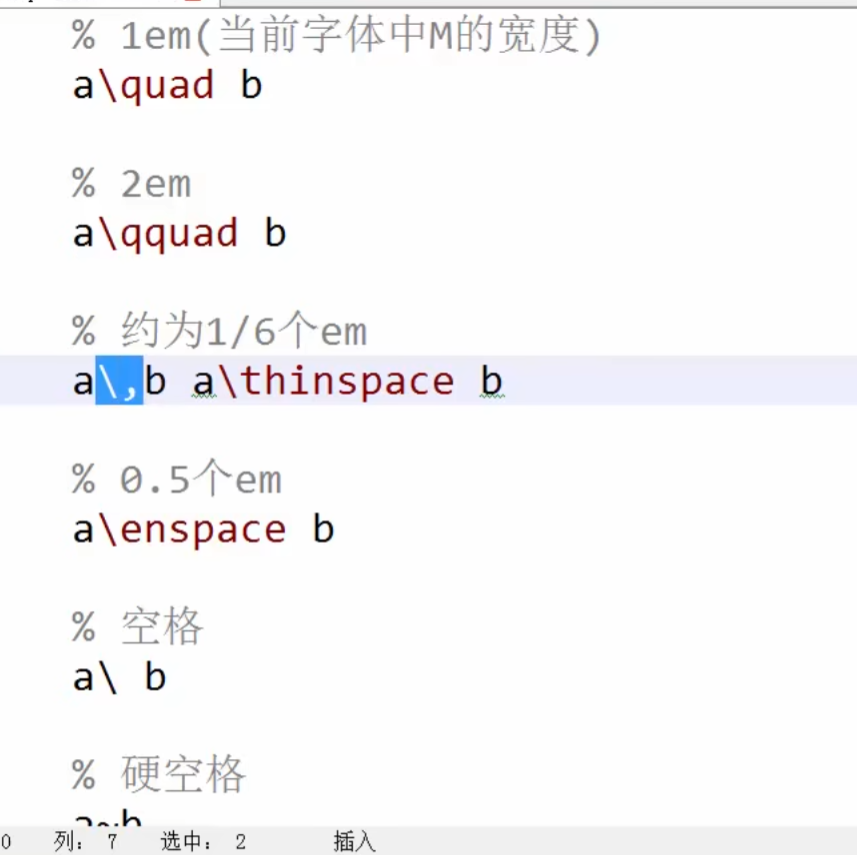 % 1em(当前字体中M的宽度)
a\quad b
% 2em
a\qquad b
% 约为1/6个em
a\,b a\thinspace b
% 0.5个em
a\enspace b
% 空格
a\ b
% 硬空格
a~b
0 列: 7 选中: 2 插入